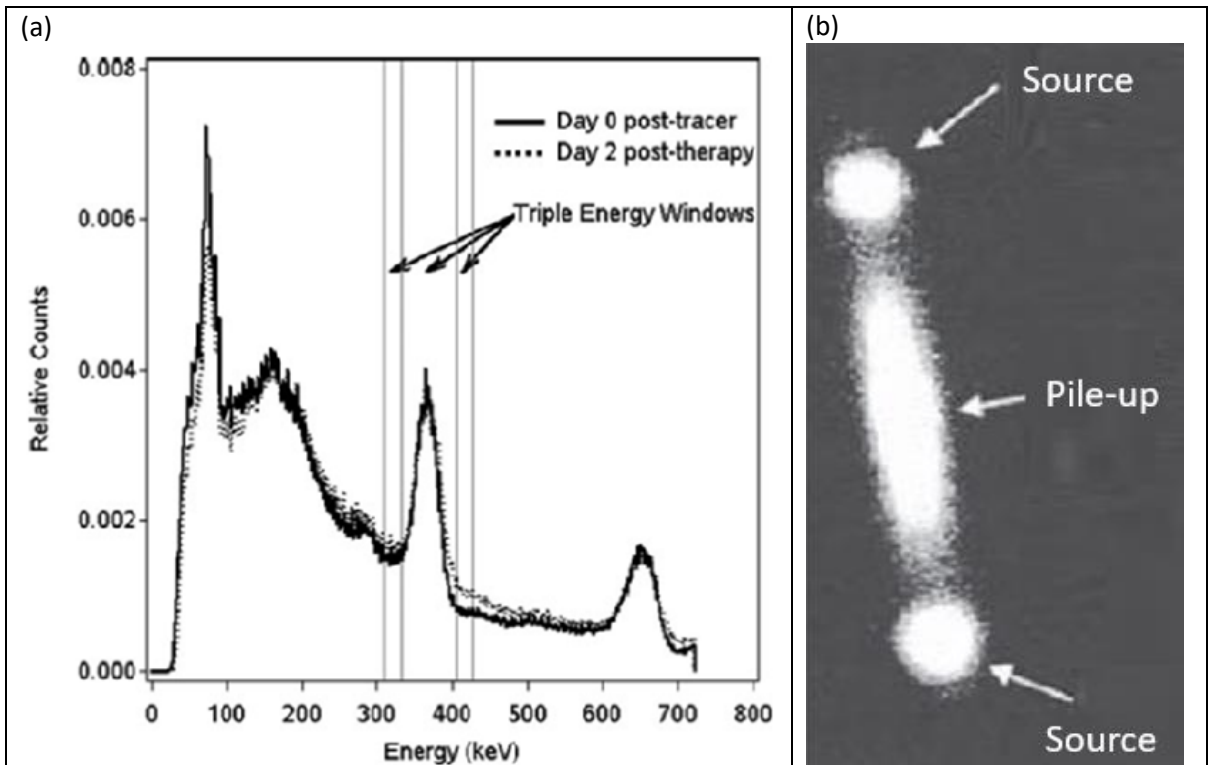 (a)
0.008
0.006
0.004
0.002
0.000
Relative Counts
Day 0 post-tracer
Day 2 post-therapy
Triple Energy Windows
0 100 200 300 400 500 600 700 800
Energy (keV)
(b)
Source
Pile-up
Source